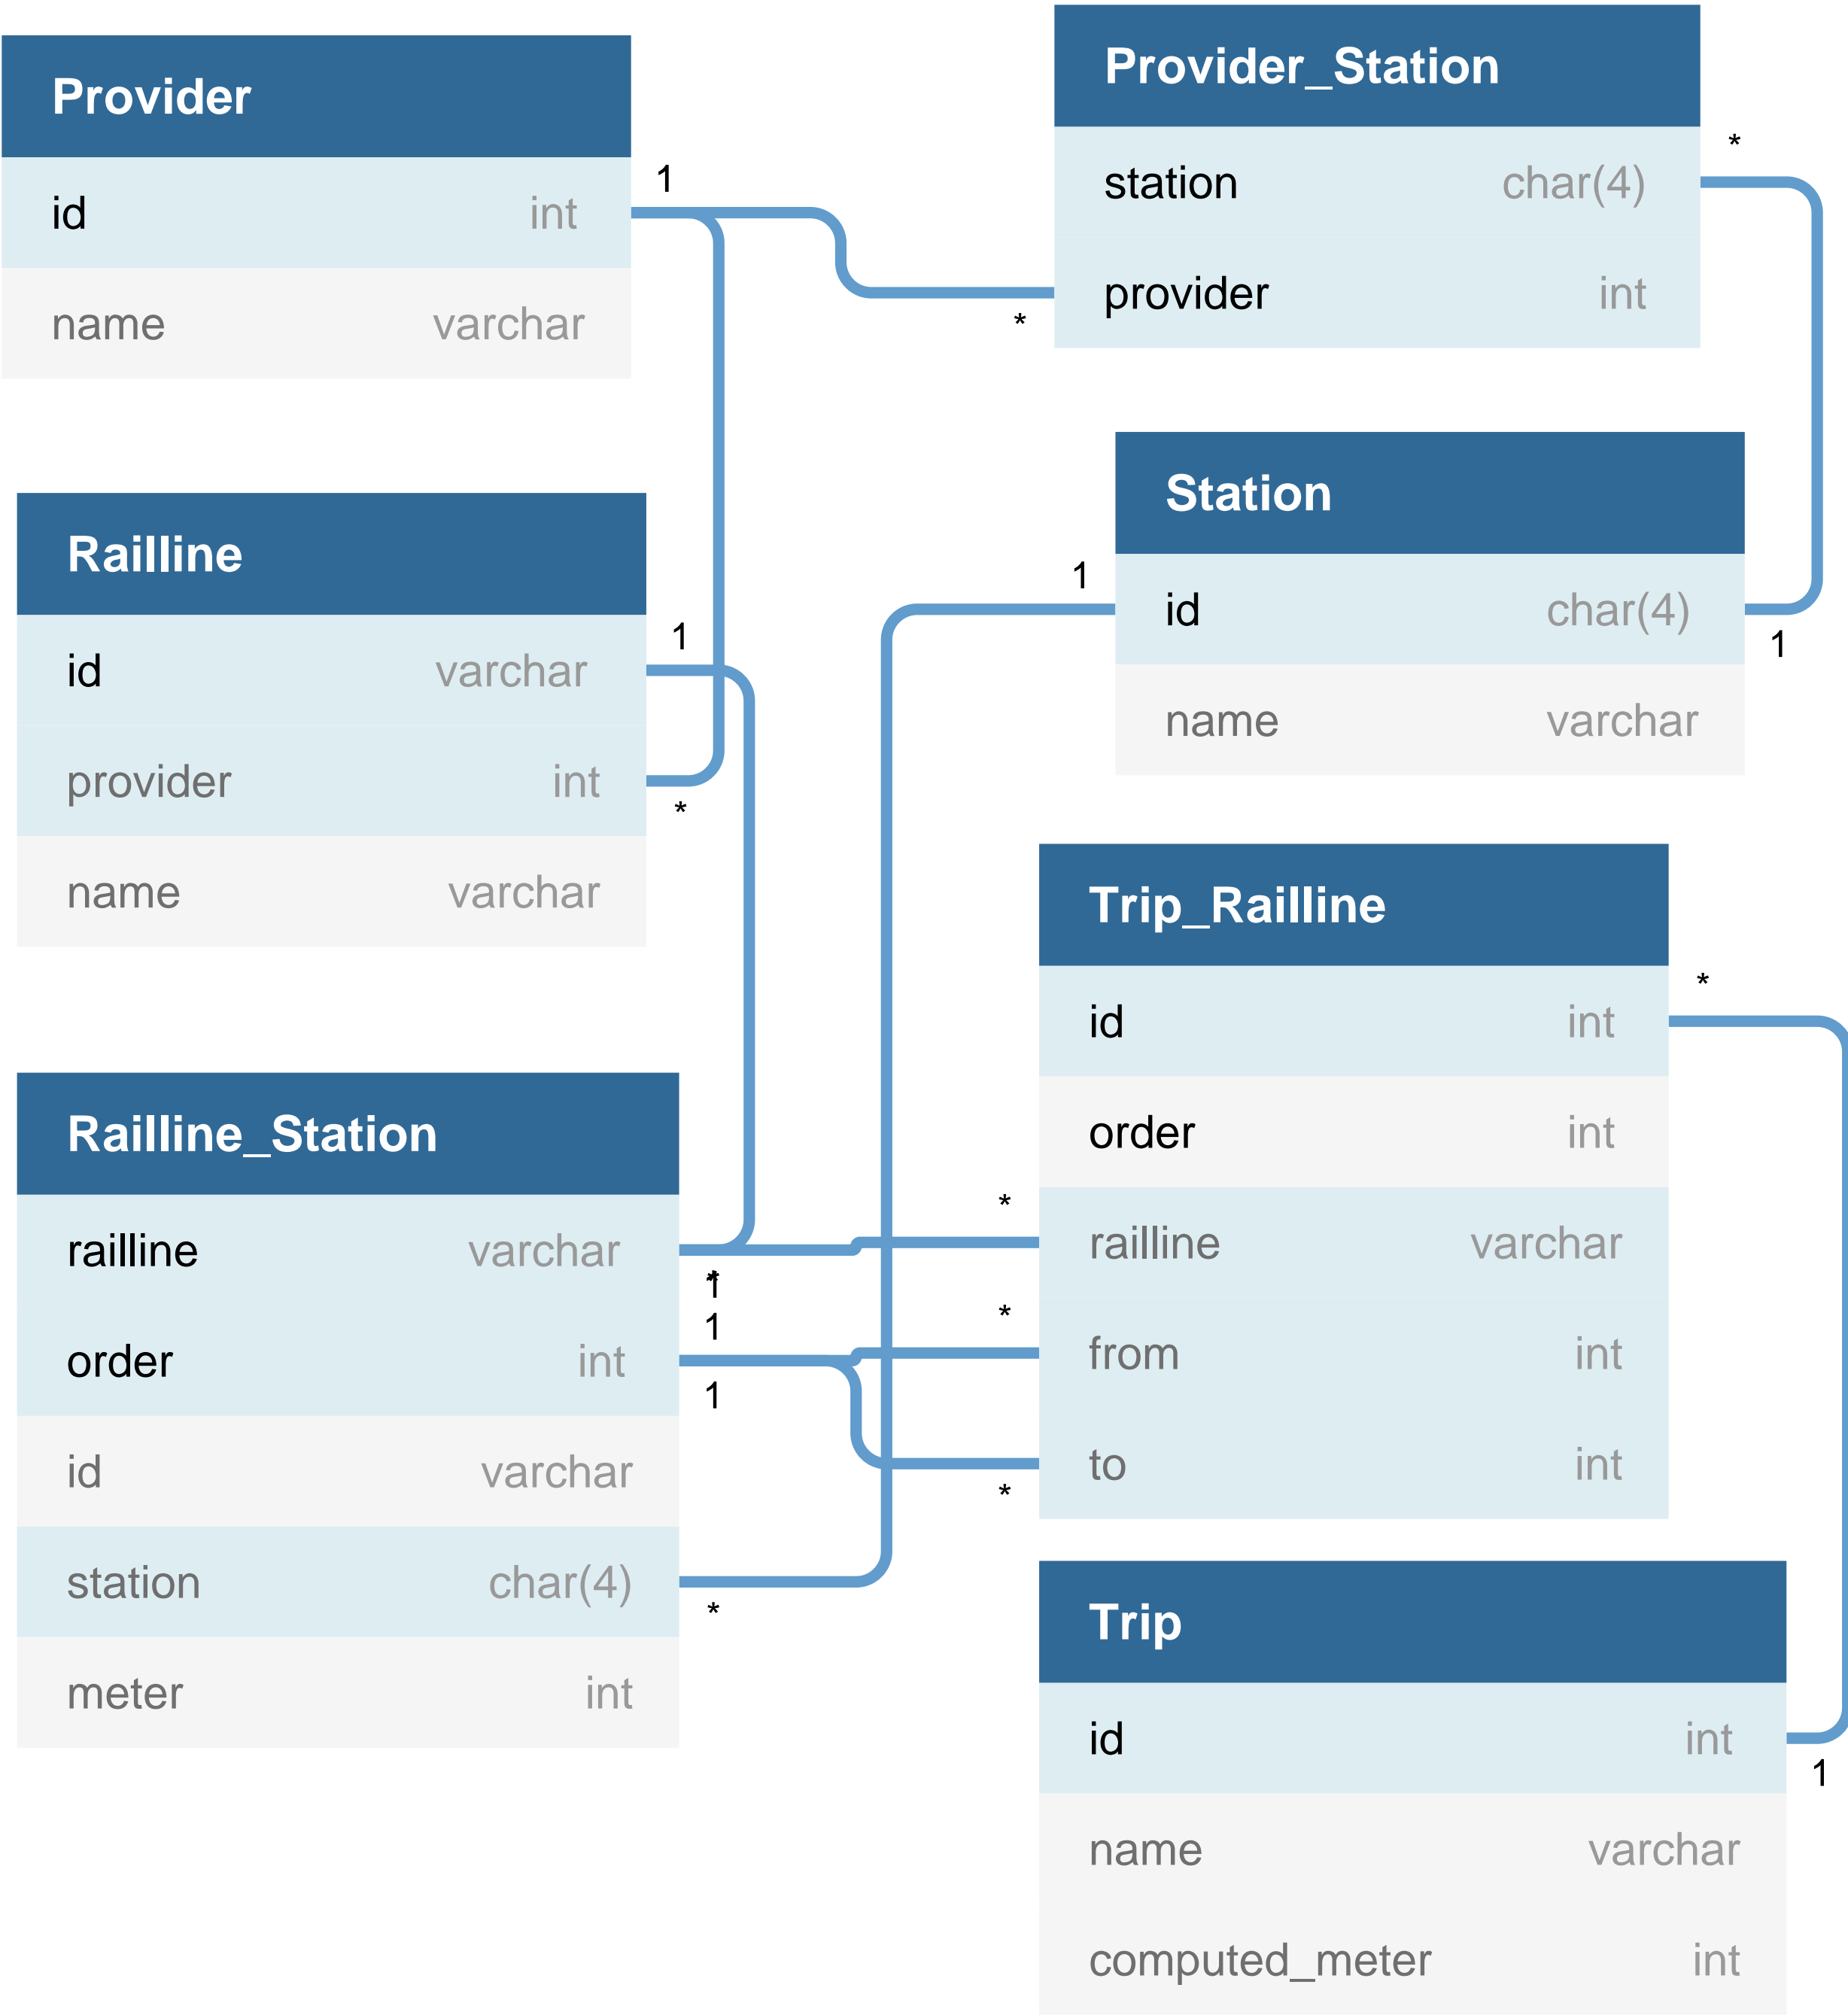 Provider
id int
name varchar
1
*
Provider_Station
station char(4)
provider int
*
Railline
id varchar
provider int
name varchar
1
*
Station
id char(4)
name varchar
1
1
Trip_Railline
id int
order int
railline varchar
from int
to int
*
*
*
*
Railline_Station
railline varchar
order int
id varchar
station char(4)
meter int
*
1
1
1
*
Trip
id int
name varchar
computed_meter int
1